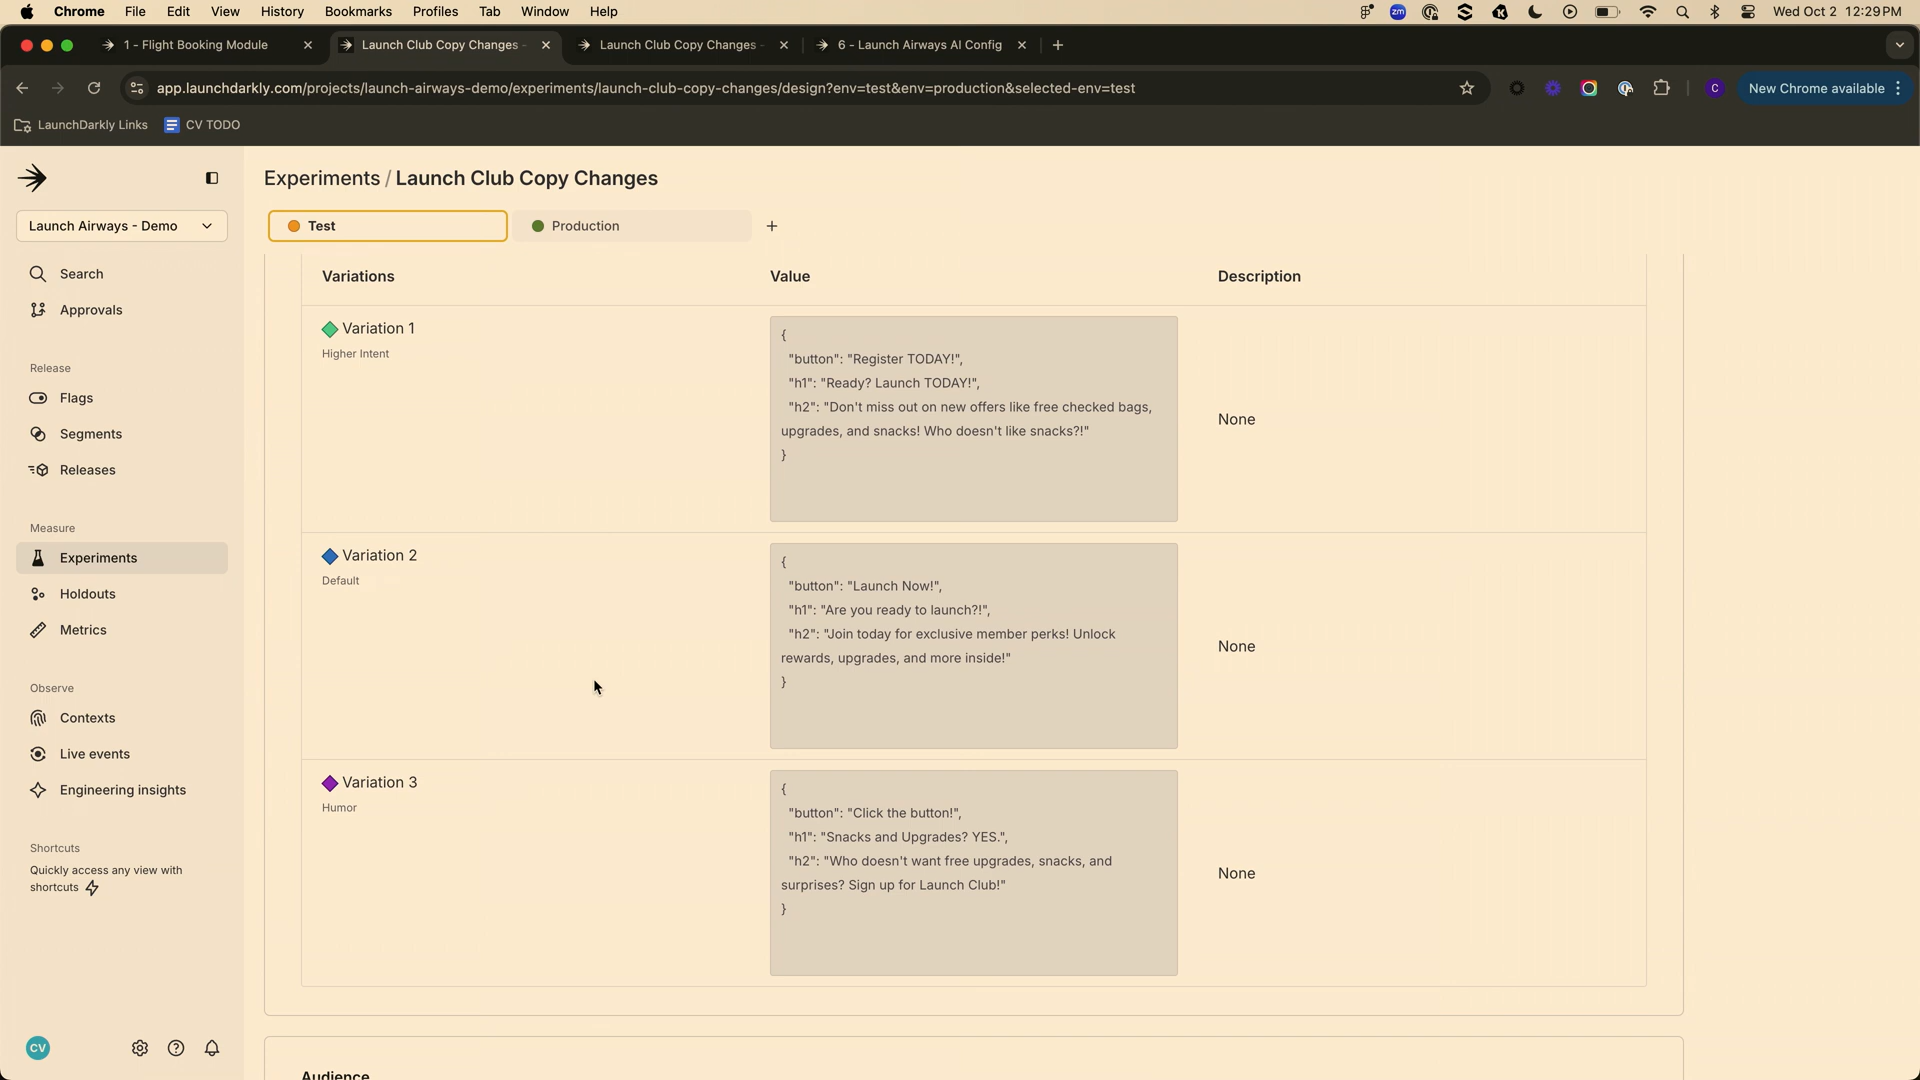 Chrome File Edit View History Bookmarks Profiles Tab Window Help
zm
Wed Oct 2 12:29 PM
1 - Flight Booking Module
Launch Club Copy Changes -
Launch Club Copy Changes -
6 - Launch Airways AI Config
app.launchdarkly.com/projects/launch-airways-demo/experiments/launch-club-copy-changes/design?env=test&env=production&selected-env=test
C
New Chrome available
LaunchDarkly Links
CV TODO
Experiments / Launch Club Copy Changes
Launch Airways - Demo
Test
Production
Search
Approvals
Release
Flags
Segments
Releases
Measure
Experiments
Holdouts
Metrics
Observe
Contexts
Live events
Engineering insights
Shortcuts
Quickly access any view with
shortcuts
CV
Variations Value Description
Variation 1
Higher Intent
{
"button": "Register TODAY!",
"h1": "Ready? Launch TODAY!",
"h2": "Don't miss out on new offers like free checked bags,
upgrades, and snacks! Who doesn't like snacks?!"
}
None
Variation 2
Default
{
"button": "Launch Now!",
"h1": "Are you ready to launch?!",
"h2": "Join today for exclusive member perks! Unlock
rewards, upgrades, and more inside!"
}
None
Variation 3
Humor
{
"button": "Click the button!",
"h1": "Snacks and Upgrades? YES.",
"h2": "Who doesn't want free upgrades, snacks, and
surprises? Sign up for Launch Club!"
}
None
Audience